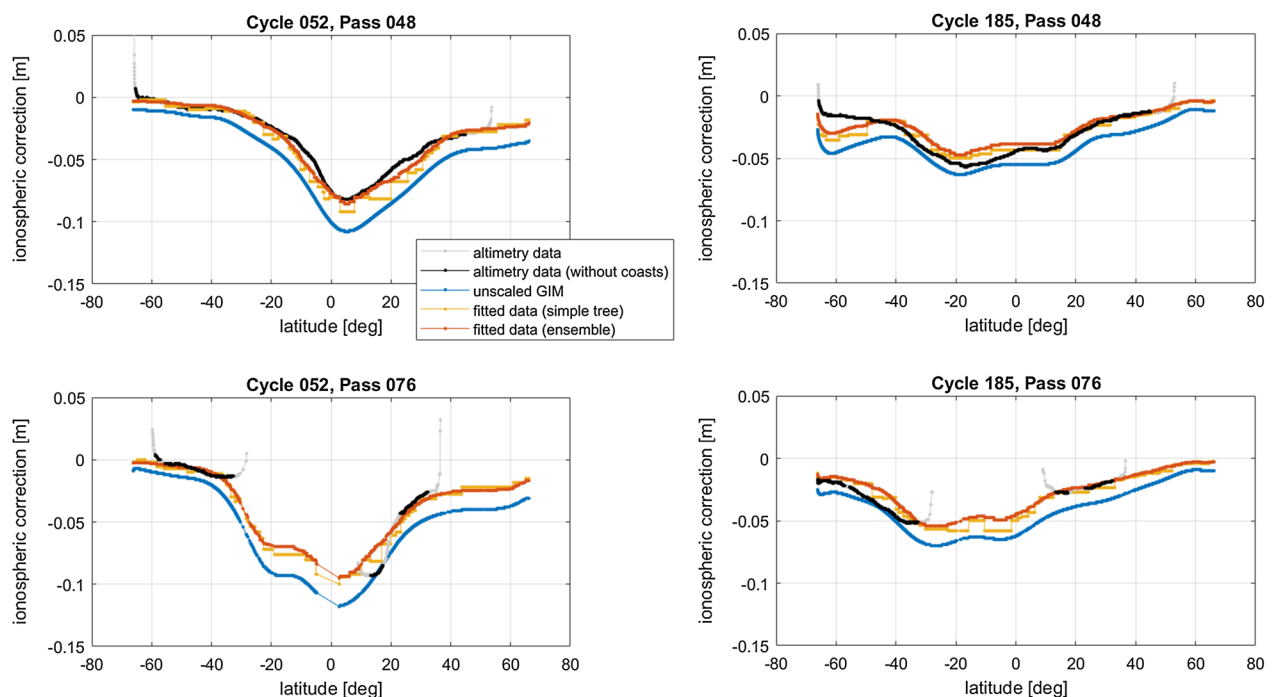 Cycle 052, Pass 048
0.05
0
-0.05
-0.1
-0.15
ionospheric correction [m]
-80 -60 -40 -20 0 20 40 60 80
latitude [deg]
Cycle 185, Pass 048
0.05
0
-0.05
-0.1
-0.15
ionospheric correction [m]
-80 -60 -40 -20 0 20 40 60 80
latitude [deg]
altimetry data
altimetry data (without coasts)
unscaled GIM
fitted data (simple tree)
fitted data (ensemble)
Cycle 052, Pass 076
0.05
0
-0.05
-0.1
-0.15
ionospheric correction [m]
-80 -60 -40 -20 0 20 40 60 80
latitude [deg]
Cycle 185, Pass 076
0.05
0
-0.05
-0.1
-0.15
ionospheric correction [m]
-80 -60 -40 -20 0 20 40 60 80
latitude [deg]